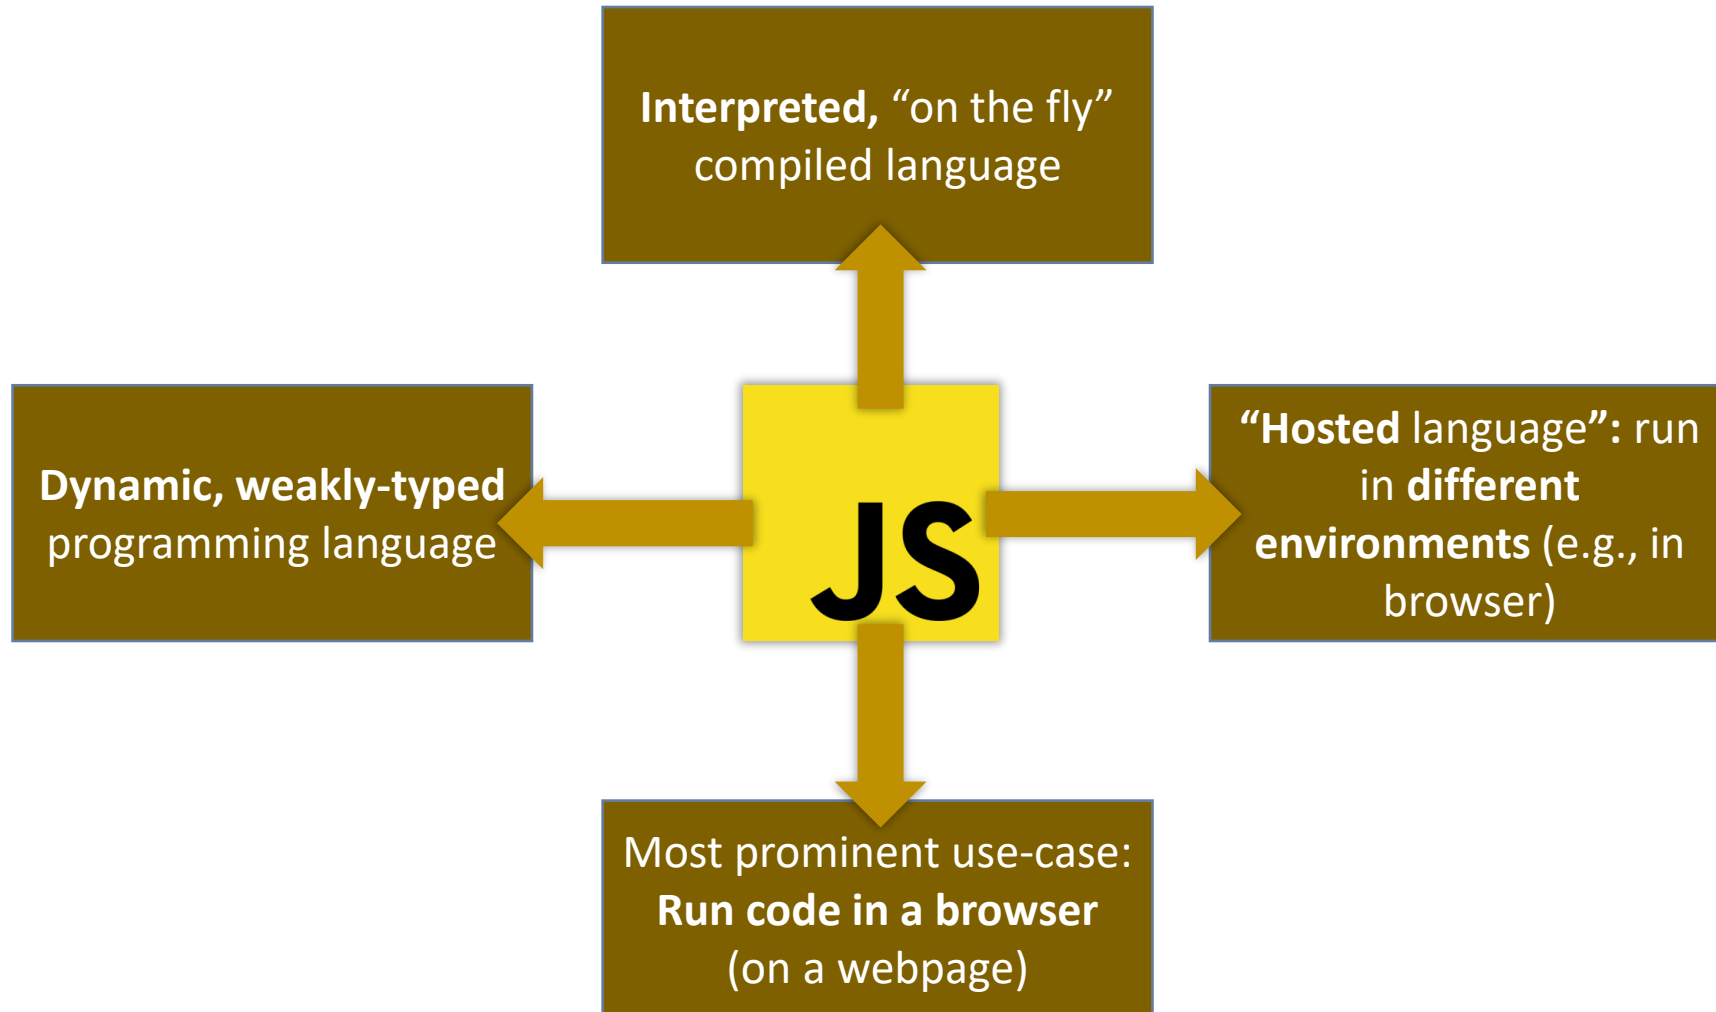 Interpreted, “on the fly”
compiled language
Dynamic, weakly-typed
programming language
JS
“Hosted language”: run
in different
environments (e.g., in
browser)
Most prominent use-case:
Run code in a browser
(on a webpage)